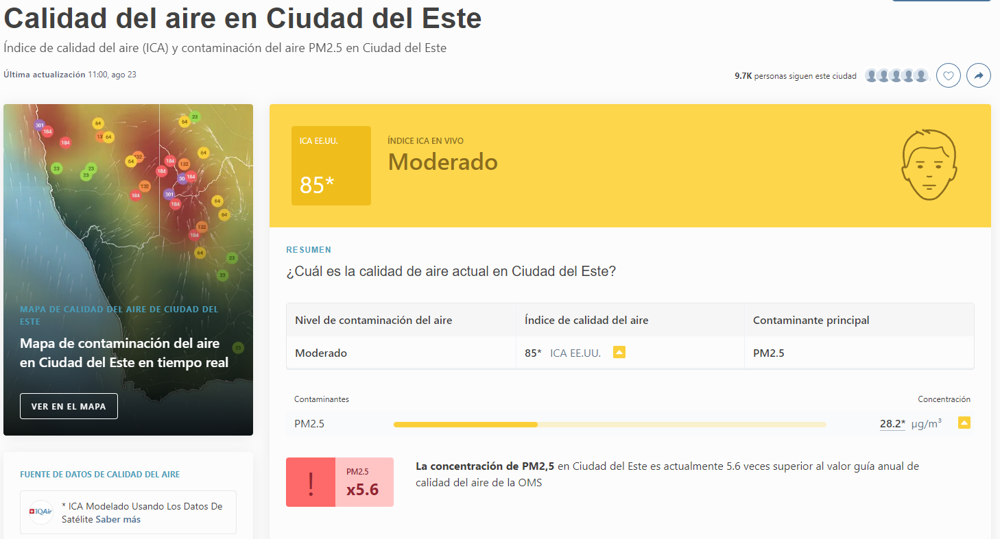 Calidad del aire en Ciudad del Este
Índice de calidad del aire (ICA) y contaminación del aire PM2.5 en Ciudad del Este
Última actualización 11:00, ago 23
9.7K personas siguen este ciudad
301
184
184
64
132
64
64
23
23
23
23
64
132
184
184
132
64
184
301
184
132
184
301
184
64
64
132
184
64
23
23
23
MAPA DE CALIDAD DEL AIRE DE CIUDAD DEL
ESTE
Mapa de contaminación del aire
en Ciudad del Este en tiempo real
VER EN EL MAPA
FUENTE DE DATOS DE CALIDAD DEL AIRE
IQAir
* ICA Modelado Usando Los Datos De
Satélite Saber más
ICA EE.UU.
85*
ÍNDICE ICA EN VIVO
Moderado
RESUMEN
¿Cuál es la calidad de aire actual en Ciudad del Este?
Nivel de contaminación del aire Índice de calidad del aire Contaminante principal
Moderado 85* ICA EE.UU. PM2.5
Contaminantes Concentración
PM2.5 28.2* µg/m³
!
PM2.5
x5.6
La concentración de PM2,5 en Ciudad del Este es actualmente 5.6 veces superior al valor guía anual de
calidad del aire de la OMS